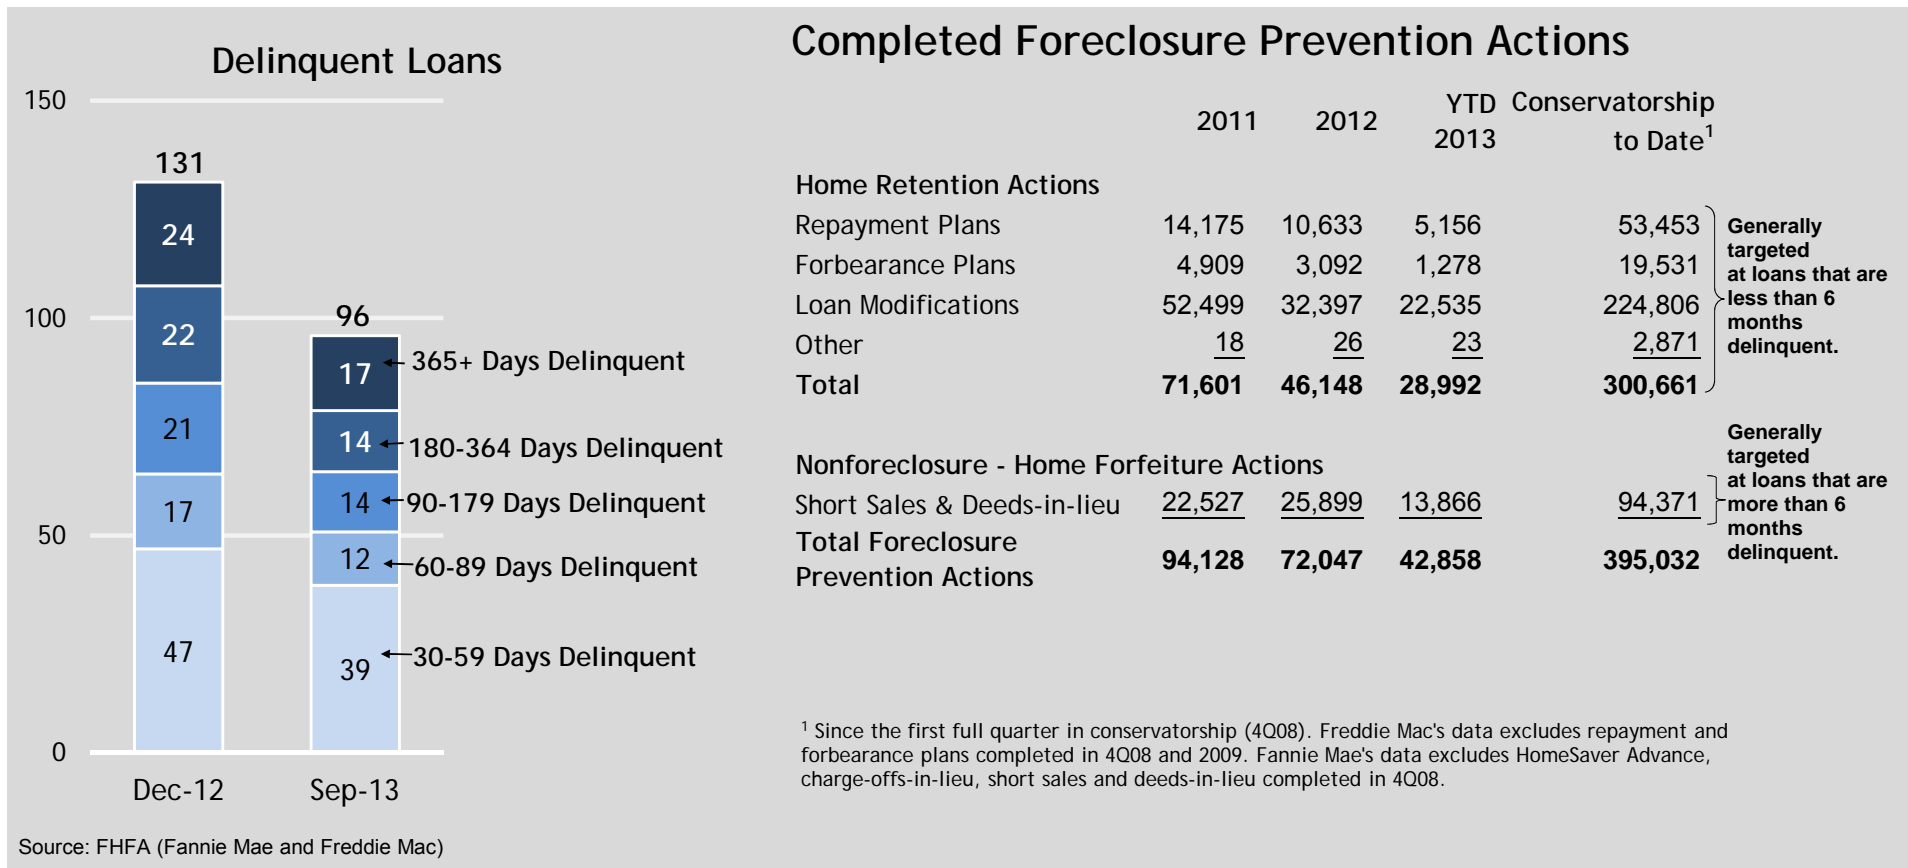 Delinquent Loans
150
100
50
0
131
24
22
21
17
47
96
17
14
14
12
39
365+ Days Delinquent
180-364 Days Delinquent
90-179 Days Delinquent
60-89 Days Delinquent
30-59 Days Delinquent
Dec-12 Sep-13
Source: FHFA (Fannie Mae and Freddie Mac)
Completed Foreclosure Prevention Actions
2011 2012 YTD 2013 Conservatorship to Date¹
Home Retention Actions
Repayment Plans 14,175 10,633 5,156 53,453
Forbearance Plans 4,909 3,092 1,278 19,531
Loan Modifications 52,499 32,397 22,535 224,806
Other 18 26 23 2,871
Total 71,601 46,148 28,992 300,661
Generally
targeted
at loans that are
less than 6
months
delinquent.
Nonforeclosure - Home Forfeiture Actions
Short Sales & Deeds-in-lieu 22,527 25,899 13,866 94,371
Total Foreclosure
Prevention Actions 94,128 72,047 42,858 395,032
Generally
targeted
at loans that are
more than 6
months
delinquent.
¹ Since the first full quarter in conservatorship (4Q08). Freddie Mac's data excludes repayment and
forbearance plans completed in 4Q08 and 2009. Fannie Mae's data excludes HomeSaver Advance,
charge-offs-in-lieu, short sales and deeds-in-lieu completed in 4Q08.